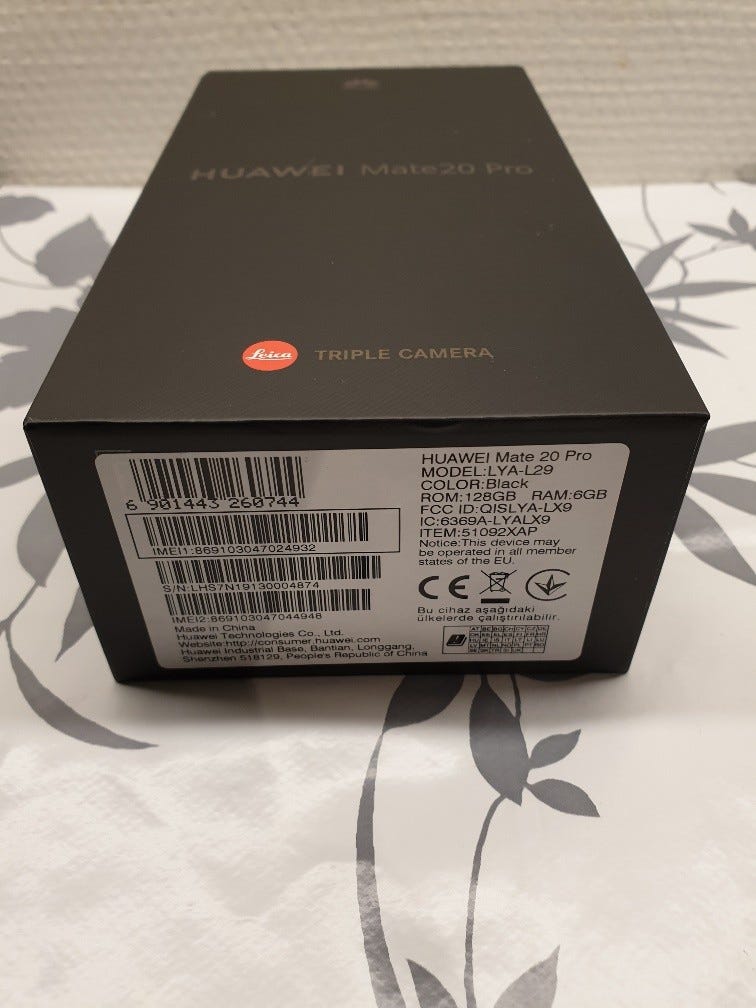 HUAWEI Mate20 Pro
Leica TRIPLE CAMERA
6 901443 260744
IMEI1:869103047024932
S/N:LHS7N19130004874
IMEI2:869103047044948
Made in China
Huawei Technologies Co., Ltd.
Website:http://consumer.huawei.com
Huawei Industrial Base, Bantian, Longgang,
Shenzhen 518129, People's Republic of China
HUAWEI Mate 20 Pro
MODEL:LYA-L29
COLOR:Black
ROM:128GB RAM:6GB
FCC ID:QISLYA-LX9
IC:6369A-LYALX9
ITEM:51092XAP
Notice:This device may
be operated in all member
states of the EU.
CE
Bu cihaz aşağıdaki
ülkelerde çalıştırılabilir.